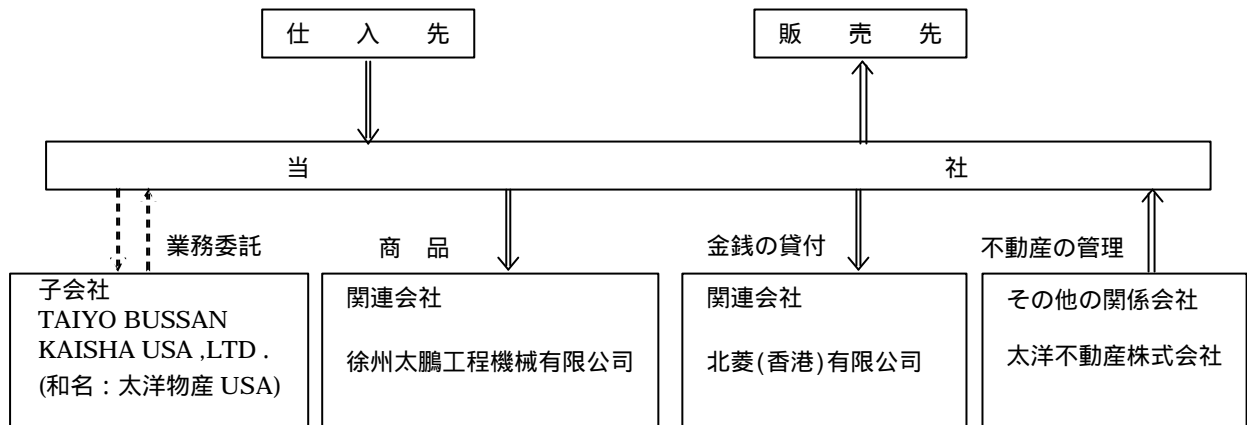 仕 入 先
販 売 先
当 社
業務委託
商 品
金銭の貸付
不動産の管理
子会社
TAIYO BUSSAN
KAISHA USA ,LTD .
(和名：太洋物産 USA)
関連会社
徐州太鵬工程機械有限公司
関連会社
北菱(香港)有限公司
その他の関係会社
太洋不動産株式会社